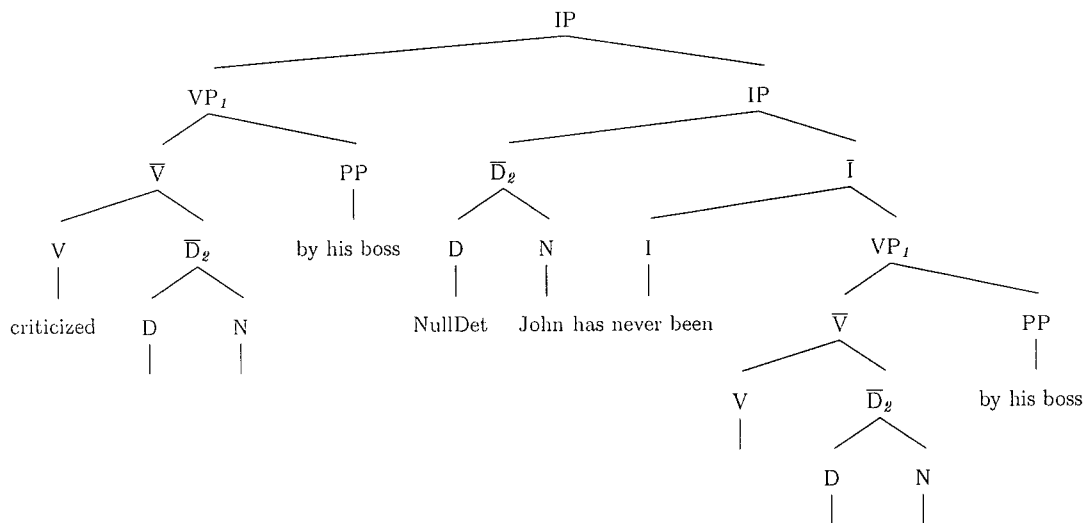 IP
VP1 IP
V̅ PP D̅2 I̅
V D̅2 by his boss D N I VP1
criticized D N NullDet John has never been V̅ PP
V D̅2 by his boss
D N